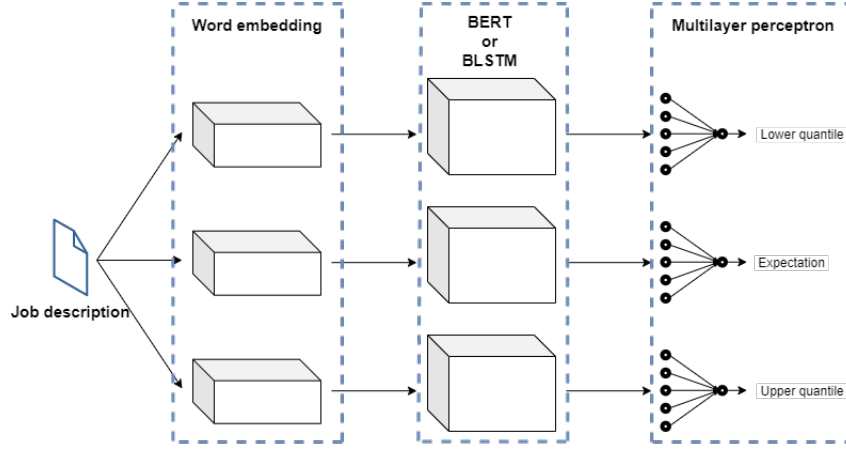 Word embedding
BERT
or
BLSTM
Multilayer perceptron
Lower quantile
Job description
Expectation
Upper quantile